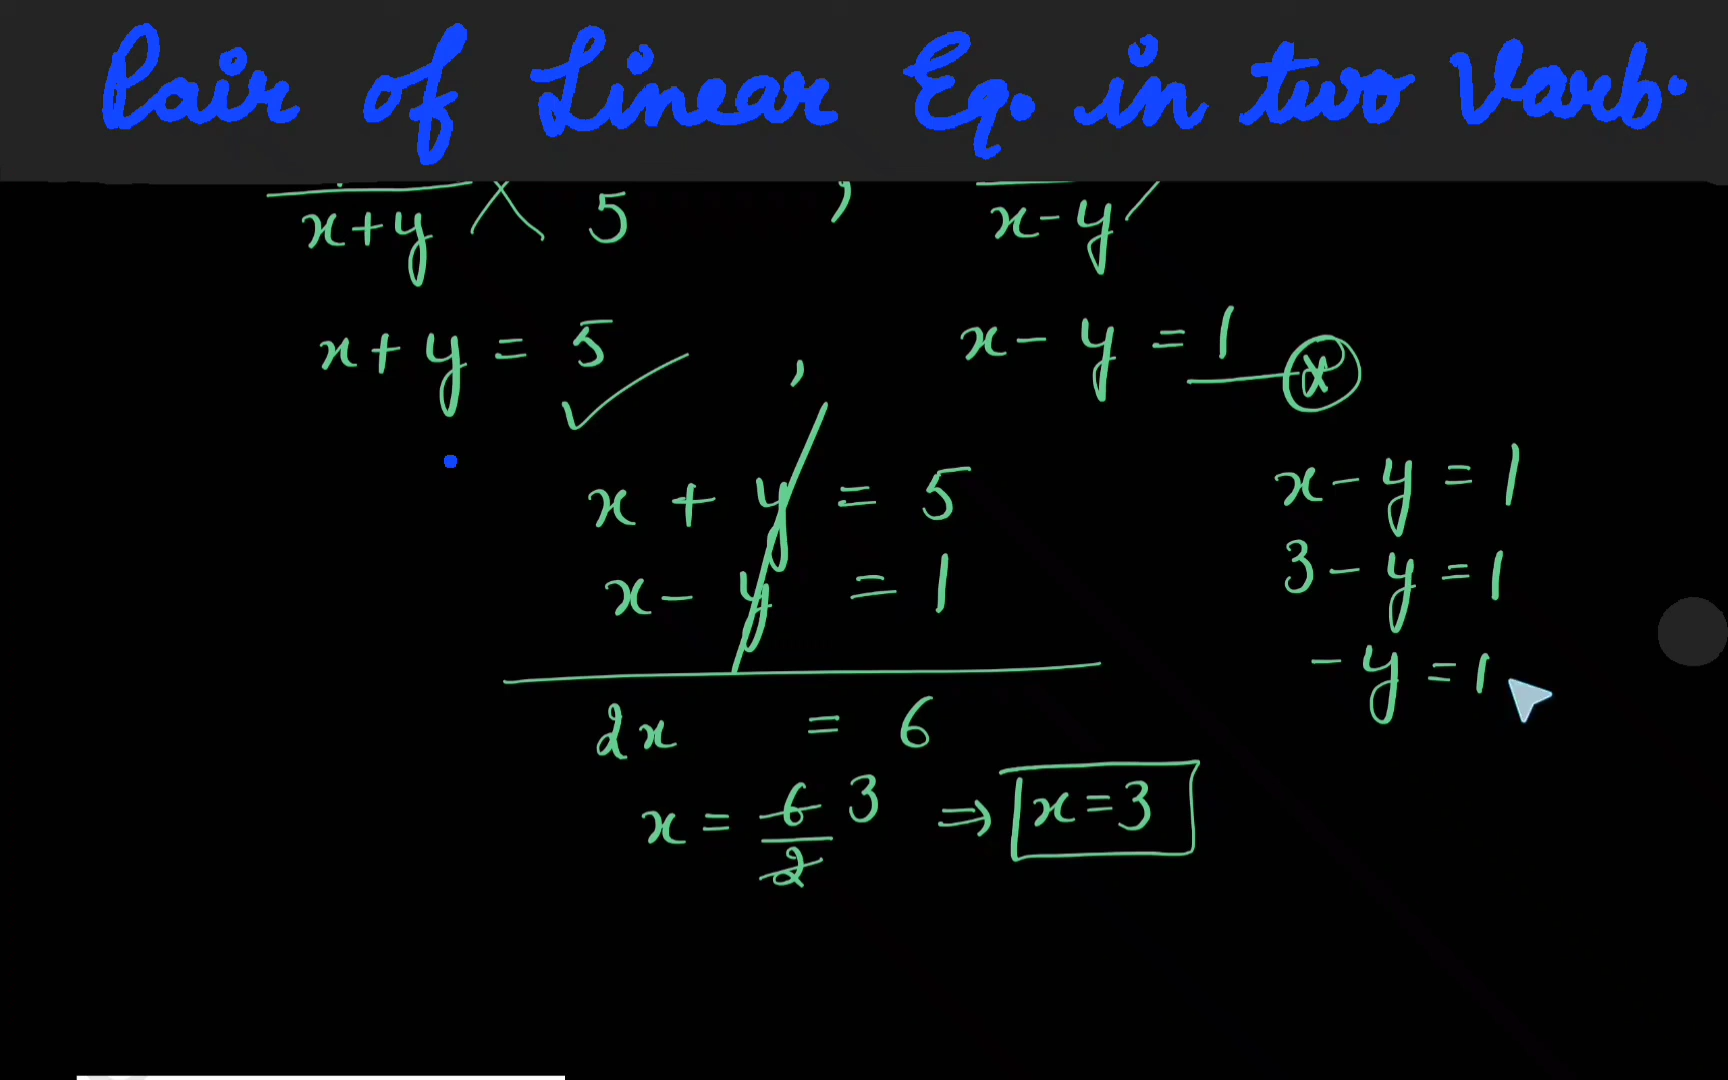 Pair of Linear Eq. in two Varb.
x+y 5 , x-y
x+y = 5 , x-y = 1
x + y = 5
x - y = 1
2x = 6
x = 6/2 3 ⇒ x=3
x-y=1
3-y=1
-y=1